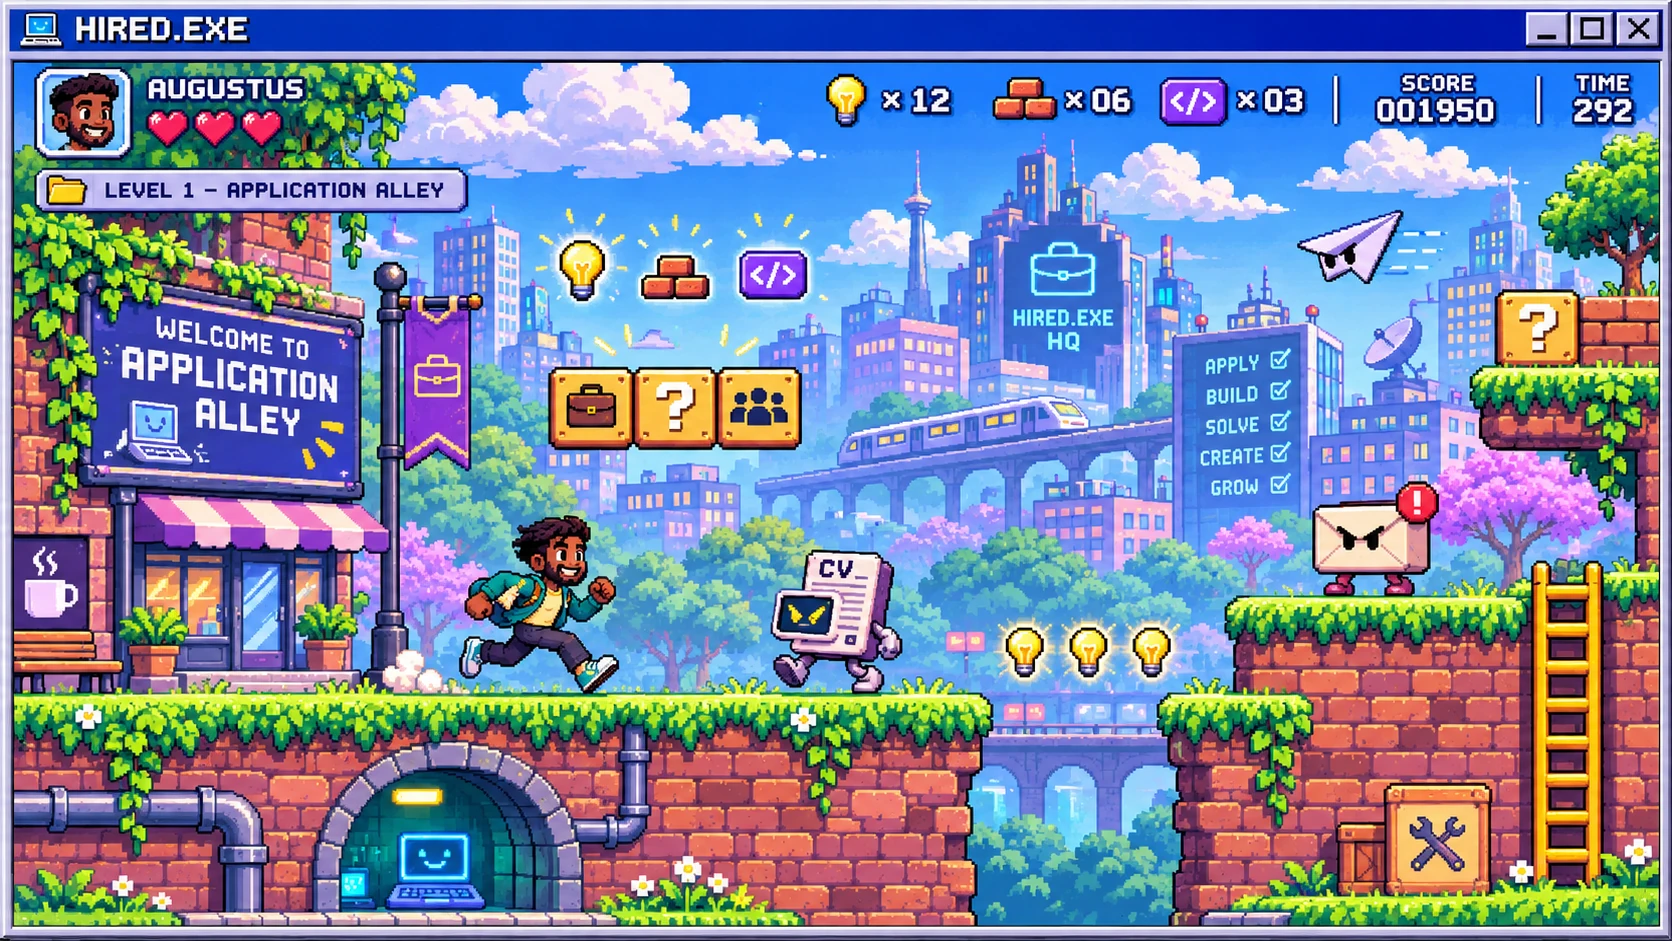 HIRED.EXE
AUGUSTUS
× 12
× 06
</> × 03
SCORE
001950
TIME
292
LEVEL 1 – APPLICATION ALLEY
</>
WELCOME TO
APPLICATION
ALLEY
HIRED.EXE
HQ
?
?
APPLY
BUILD
SOLVE
CREATE
GROW
!
CV_